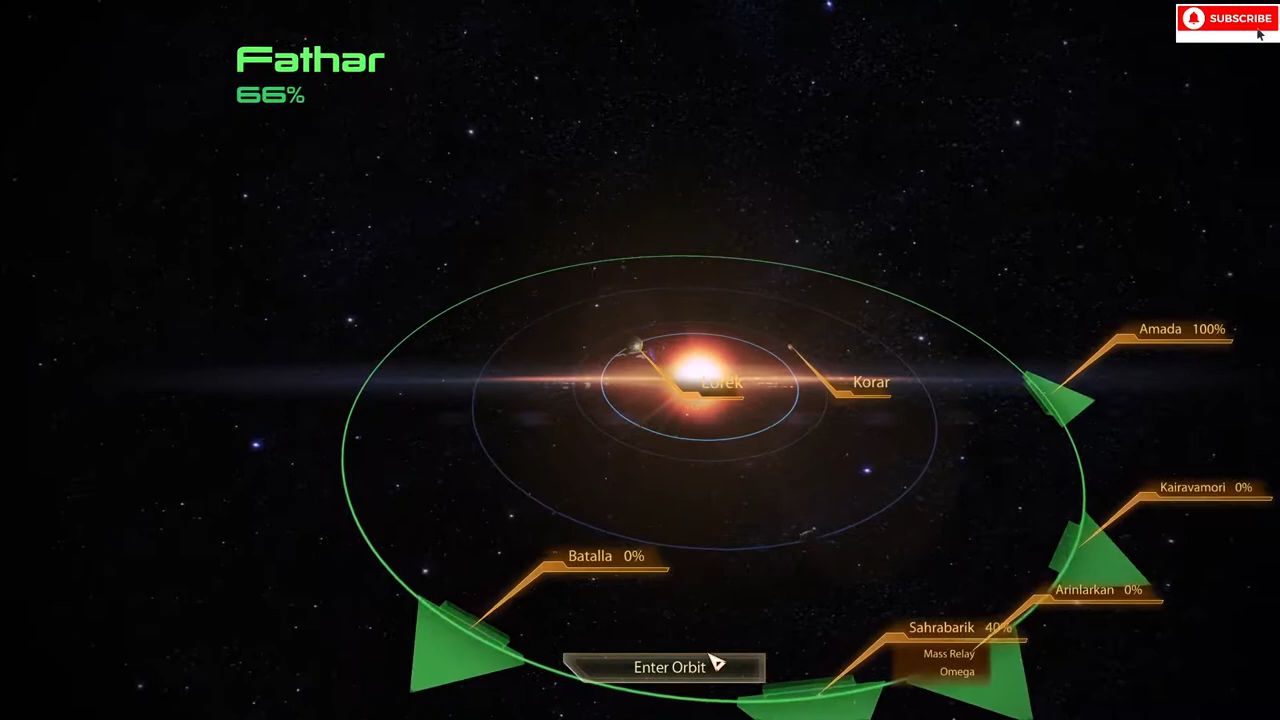 SUBSCRIBE
Fathar
66%
Amada 100%
Lorek
Korar
Kairavamori 0%
Batalla 0%
Arinlarkan 0%
Sahrabarik 40%
Mass Relay
Omega
Enter Orbit